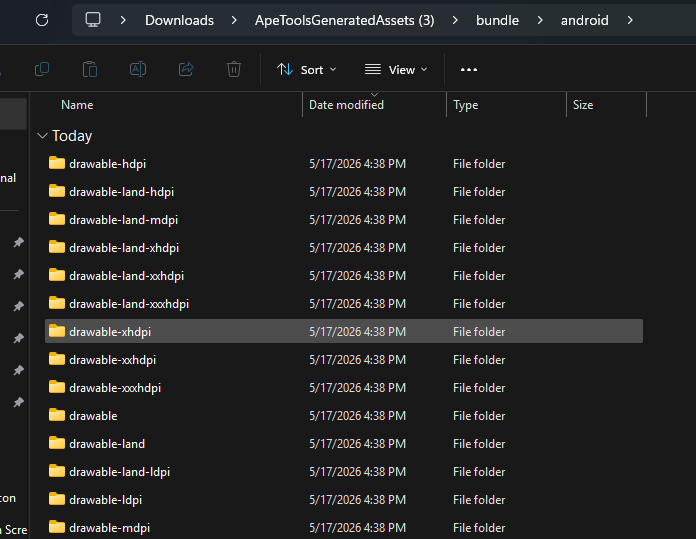 Downloads > ApeToolsGeneratedAssets (3) > bundle > android >
Sort View •••
Name Date modified Type Size
Today
drawable-hdpi 5/17/2026 4:38 PM File folder
drawable-land-hdpi 5/17/2026 4:38 PM File folder
nal
drawable-land-mdpi 5/17/2026 4:38 PM File folder
drawable-land-xhdpi 5/17/2026 4:38 PM File folder
drawable-land-xxhdpi 5/17/2026 4:38 PM File folder
drawable-land-xxxhdpi 5/17/2026 4:38 PM File folder
drawable-xhdpi 5/17/2026 4:38 PM File folder
drawable-xxhdpi 5/17/2026 4:38 PM File folder
drawable-xxxhdpi 5/17/2026 4:38 PM File folder
drawable 5/17/2026 4:38 PM File folder
drawable-land 5/17/2026 4:38 PM File folder
drawable-land-ldpi 5/17/2026 4:38 PM File folder
con drawable-ldpi 5/17/2026 4:38 PM File folder
Scre drawable-mdpi 5/17/2026 4:38 PM File folder